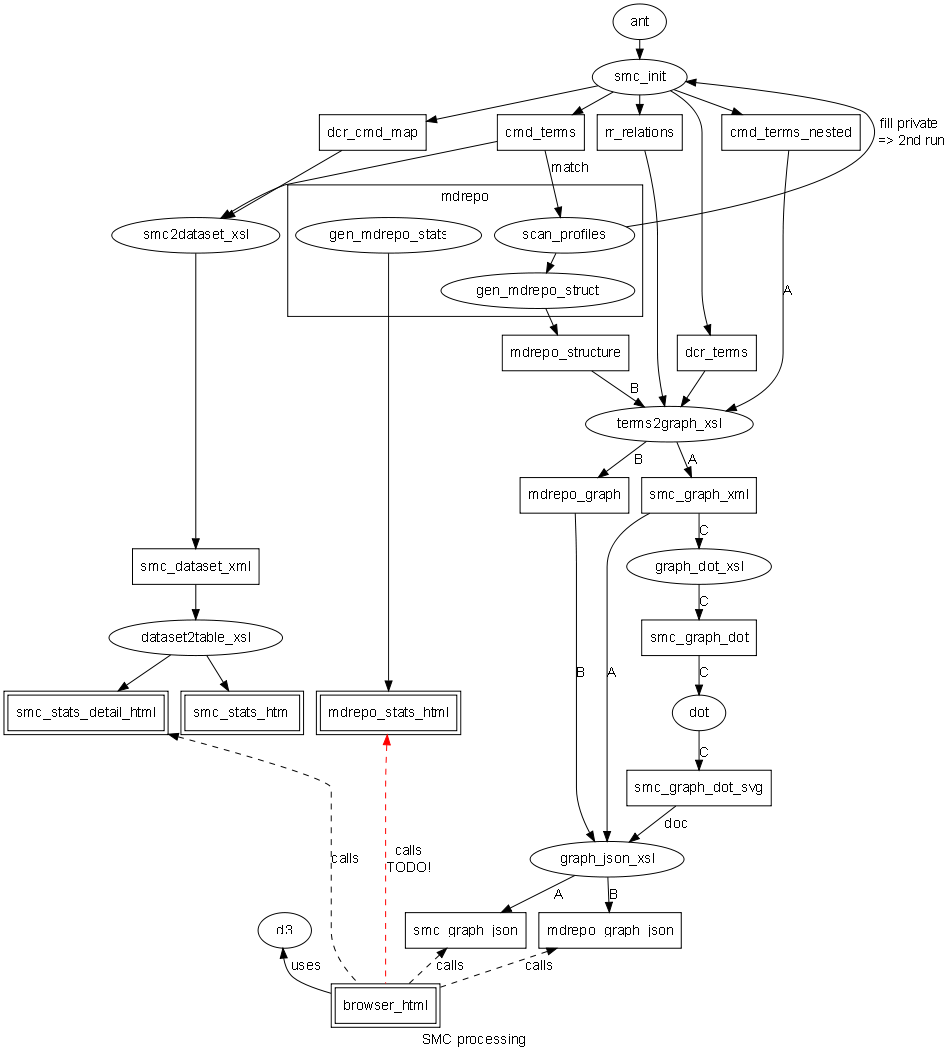 ant
smc_init
dcr_cmd_map
cmd_terms
rr_relations
cmd_terms_nested
fill private
=> 2nd run
match
mdrepo
smc2dataset_xsl
gen_mdrepo_stats
scan_profiles
gen_mdrepo_struct
A
mdrepo_structure
dcr_terms
B
terms2graph_xsl
B
A
mdrepo_graph
smc_graph_xml
C
smc_dataset_xml
graph_dot_xsl
C
dataset2table_xsl
smc_graph_dot
B
A
C
smc_stats_detail_html
smc_stats_htm
mdrepo_stats_html
dot
C
smc_graph_dot_svg
doc
calls
calls
TODO!
graph_json_xsl
A
B
d3
smc_graph_json
mdrepo_graph_json
uses
calls
calls
browser_html
SMC processing